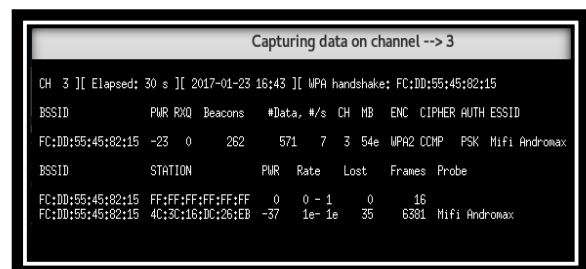 Capturing data on channel --> 3
CH 3 ][ Elapsed: 30 s ][ 2017-01-23 16:43 ][ WPA handshake: FC:DD:55:45:82:15
BSSID PWR RXQ Beacons #Data, #/s CH MB ENC CIPHER AUTH ESSID
FC:DD:55:45:82:15 -23 0 262 571 7 3 54e WPA2 CCMP PSK Mifi Andromax
BSSID STATION PWR Rate Lost Frames Probe
FC:DD:55:45:82:15 FF:FF:FF:FF:FF:FF 0 0 - 1 0 16
FC:DD:55:45:82:15 4C:3C:16:DC:26:EB -37 1e- 1e 35 6381 Mifi Andromax